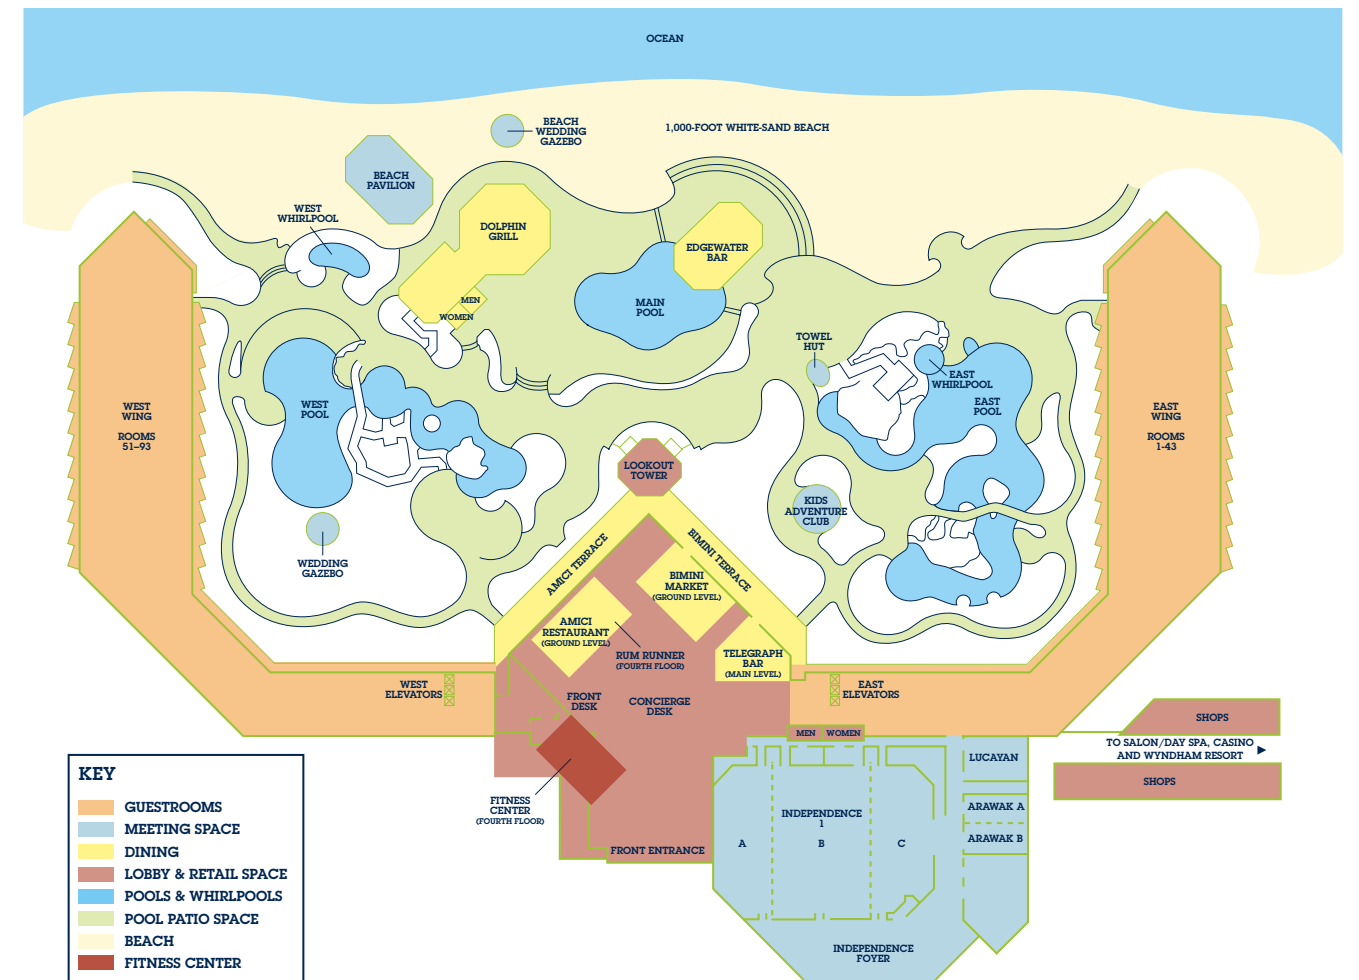 OCEAN
BEACH
WEDDING
GAZEBO
1,000-FOOT WHITE-SAND BEACH
BEACH
PAVILION
WEST
WHIRLPOOL
DOLPHIN
GRILL
EDGEWATER
BAR
MEN
WOMEN
MAIN
POOL
TOWEL
HUT
EAST
WHIRLPOOL
EAST
POOL
WEST
POOL
WEST
WING
ROOMS
51–93
EAST
WING
ROOMS
1-43
LOOKOUT
TOWER
KIDS
ADVENTURE
CLUB
WEDDING
GAZEBO
AMICI TERRACE
BIMINI TERRACE
BIMINI
MARKET
(GROUND LEVEL)
AMICI
RESTAURANT
(GROUND LEVEL)
RUM RUNNER
(FOURTH FLOOR)
TELEGRAPH
BAR
(MAIN LEVEL)
WEST
ELEVATORS
EAST
ELEVATORS
FRONT
DESK
CONCIERGE
DESK
MEN
WOMEN
SHOPS
TO SALON/DAY SPA, CASINO
AND WYNDHAM RESORT
SHOPS
LUCAYAN
ARAWAK A
ARAWAK B
FITNESS
CENTER
(FOURTH FLOOR)
INDEPENDENCE
1
A
B
C
FRONT ENTRANCE
INDEPENDENCE
FOYER
KEY
GUESTROOMS
MEETING SPACE
DINING
LOBBY & RETAIL SPACE
POOLS & WHIRLPOOLS
POOL PATIO SPACE
BEACH
FITNESS CENTER